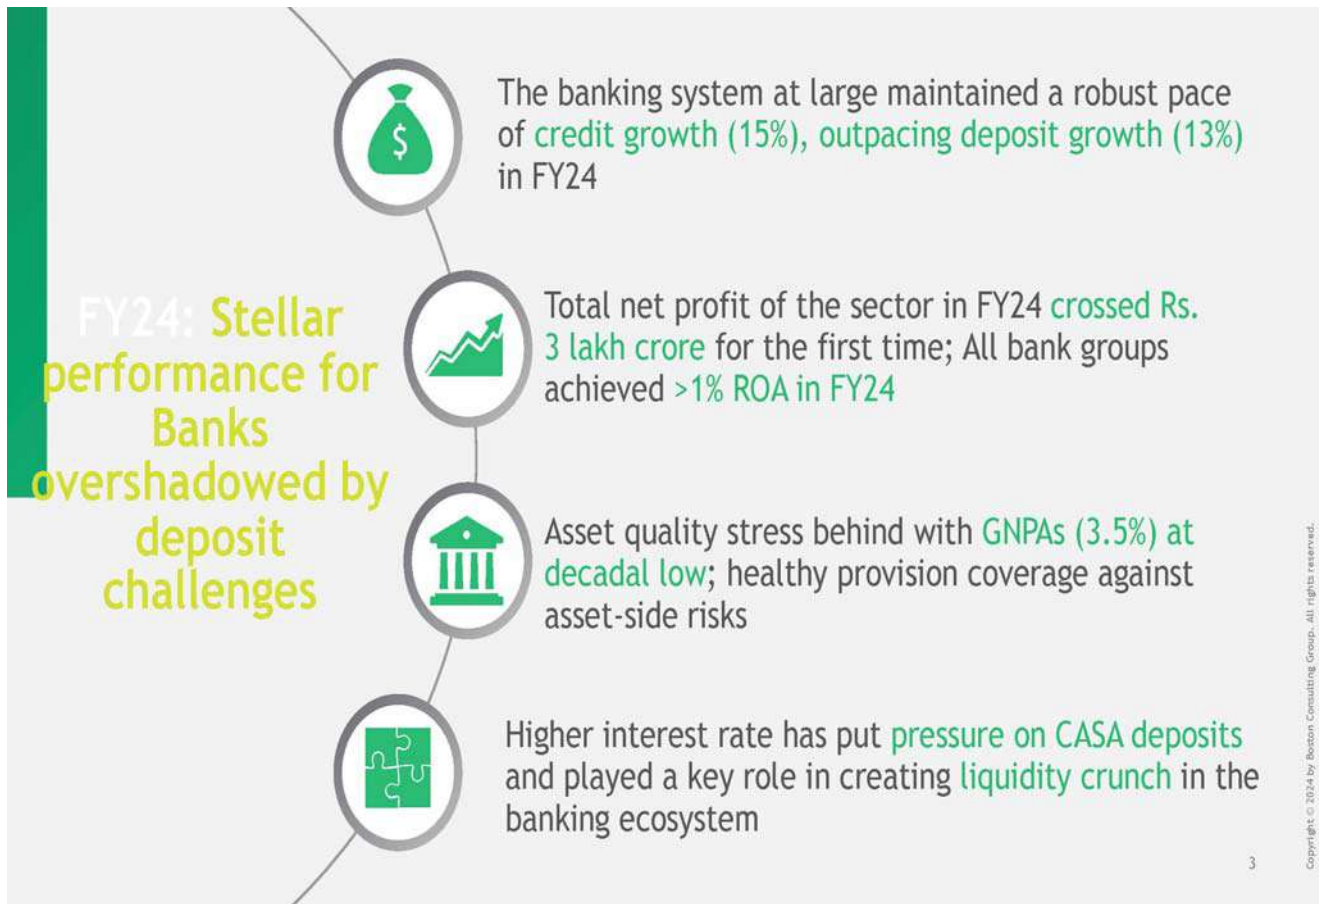 FY24: Stellar
performance for
Banks
overshadowed by
deposit
challenges
$
The banking system at large maintained a robust pace
of credit growth (15%), outpacing deposit growth (13%)
in FY24
Total net profit of the sector in FY24 crossed Rs.
3 lakh crore for the first time; All bank groups
achieved >1% ROA in FY24
Asset quality stress behind with GNPAs (3.5%) at
decadal low; healthy provision coverage against
asset-side risks
Higher interest rate has put pressure on CASA deposits
and played a key role in creating liquidity crunch in the
banking ecosystem
3
Copyright © 2024 by Boston Consulting Group. All rights reserved.